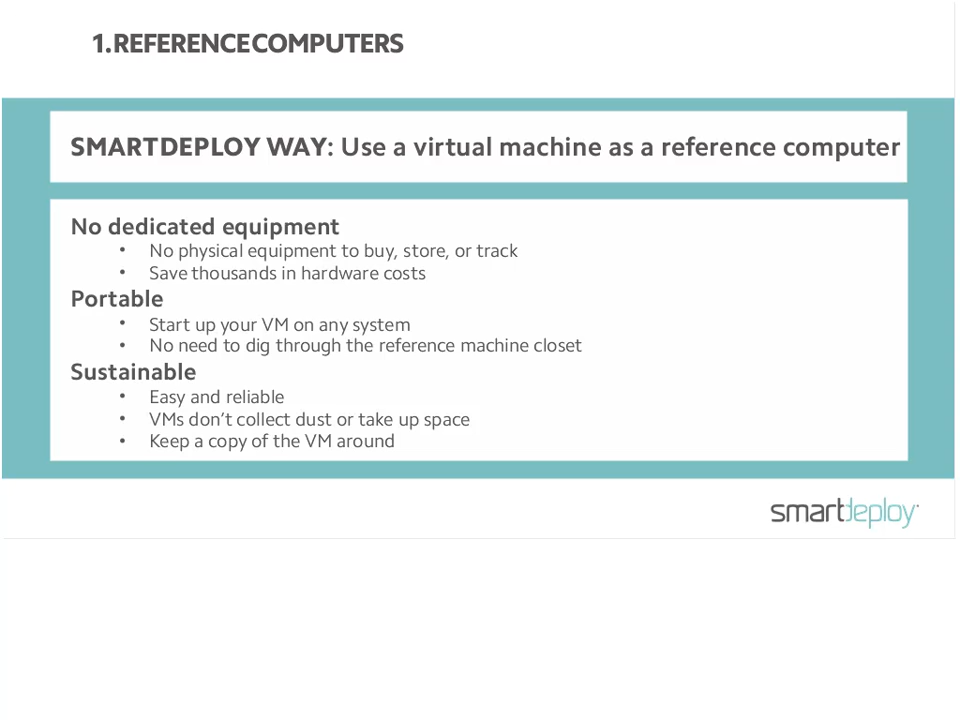 1. REFERENCE COMPUTERS
SMARTDEPLOY WAY: Use a virtual machine as a reference computer
No dedicated equipment
• No physical equipment to buy, store, or track
• Save thousands in hardware costs
Portable
• Start up your VM on any system
• No need to dig through the reference machine closet
Sustainable
• Easy and reliable
• VMs don’t collect dust or take up space
• Keep a copy of the VM around
smartdeploy